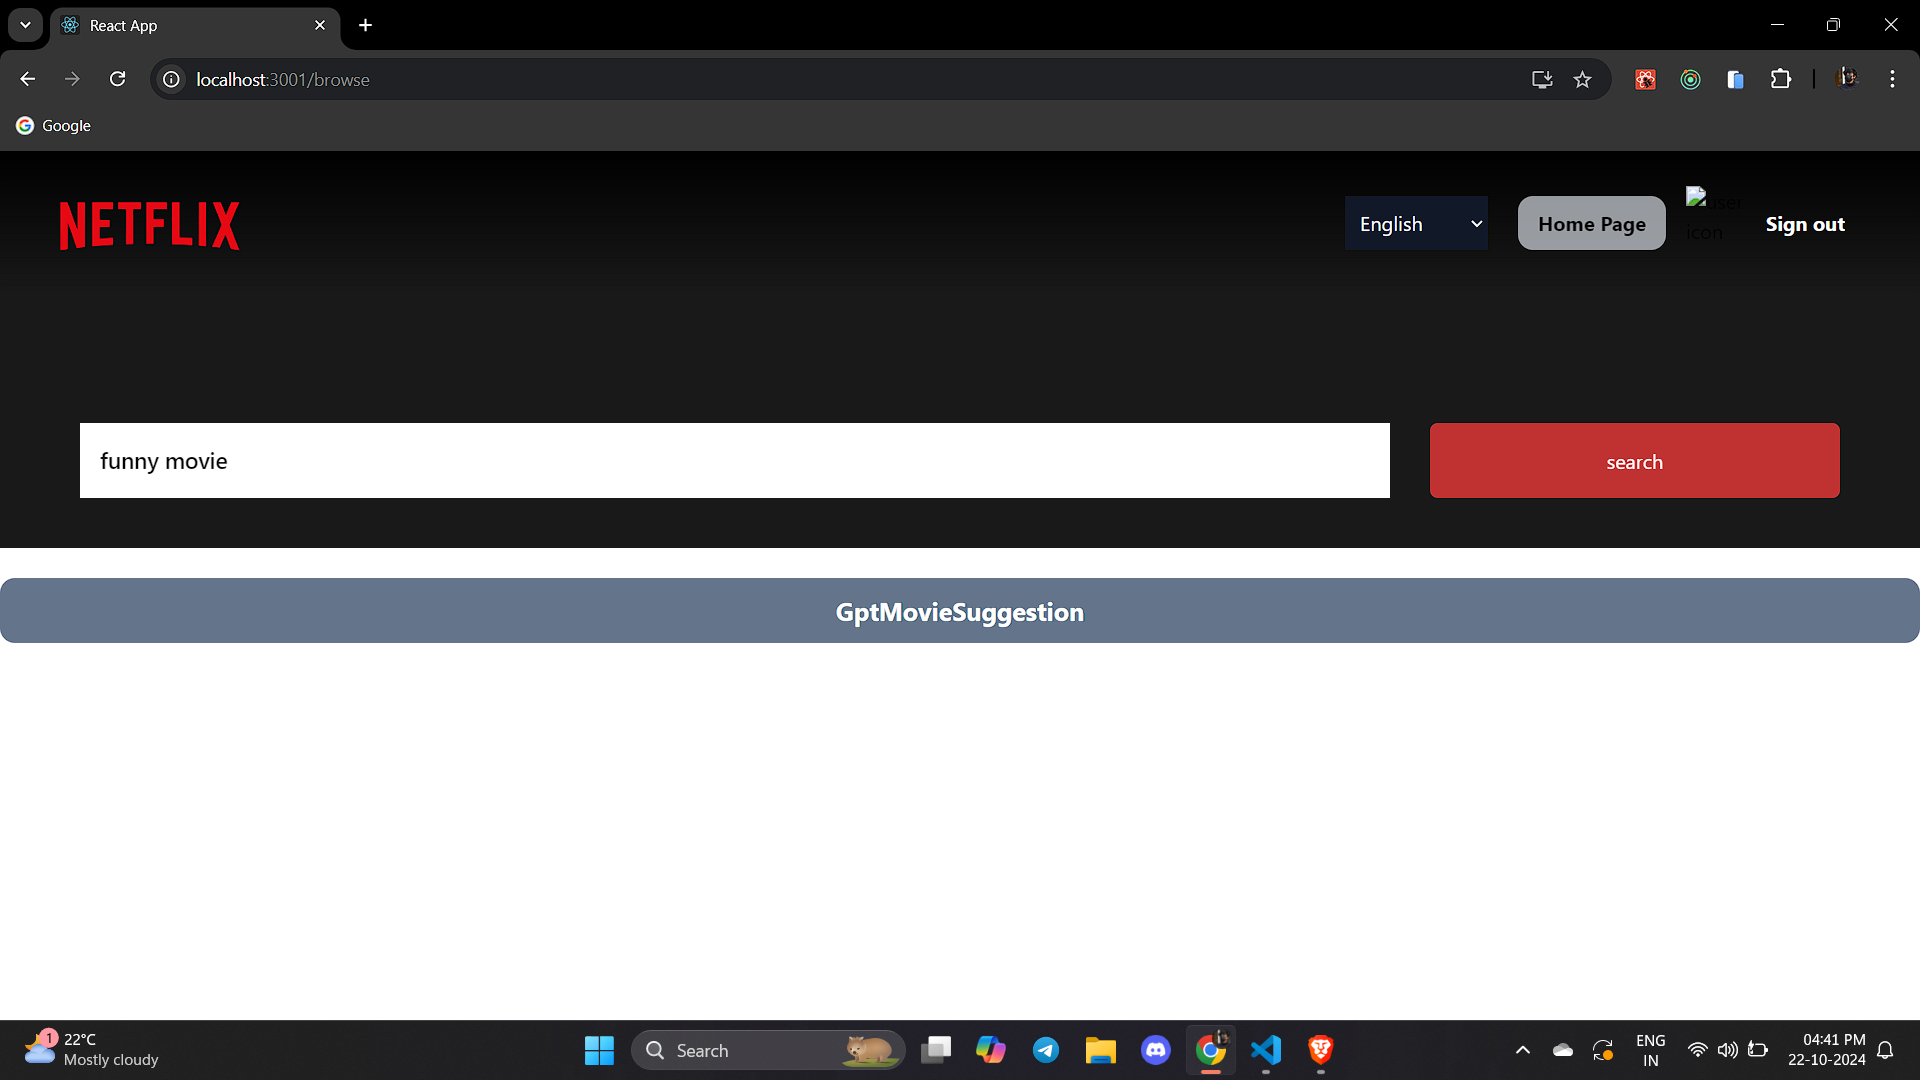 React App
localhost:3001/browse
Google
NETFLIX
English
Home Page
user
icon
Sign out
funny movie
search
GptMovieSuggestion
1
22°C
Mostly cloudy
Search
ENG
IN
04:41 PM
22-10-2024